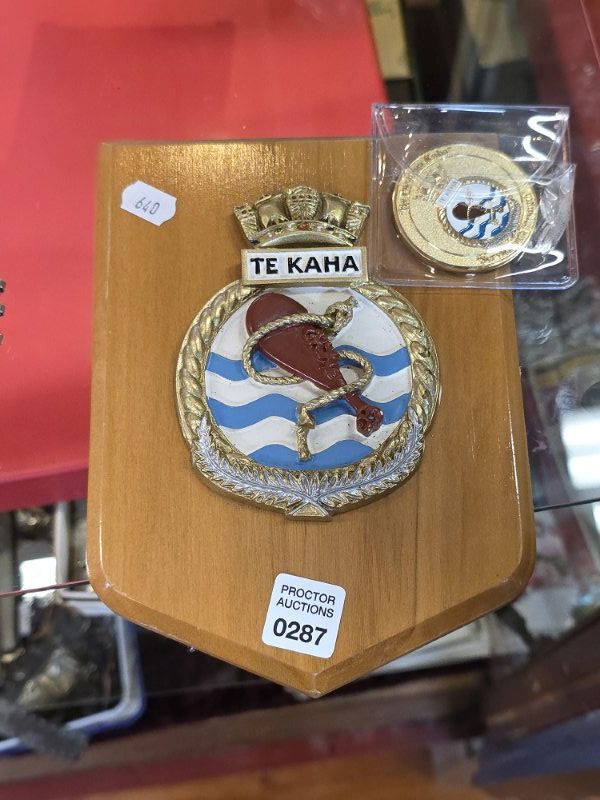 640
TE KAHA
PROCTOR
AUCTIONS
0287